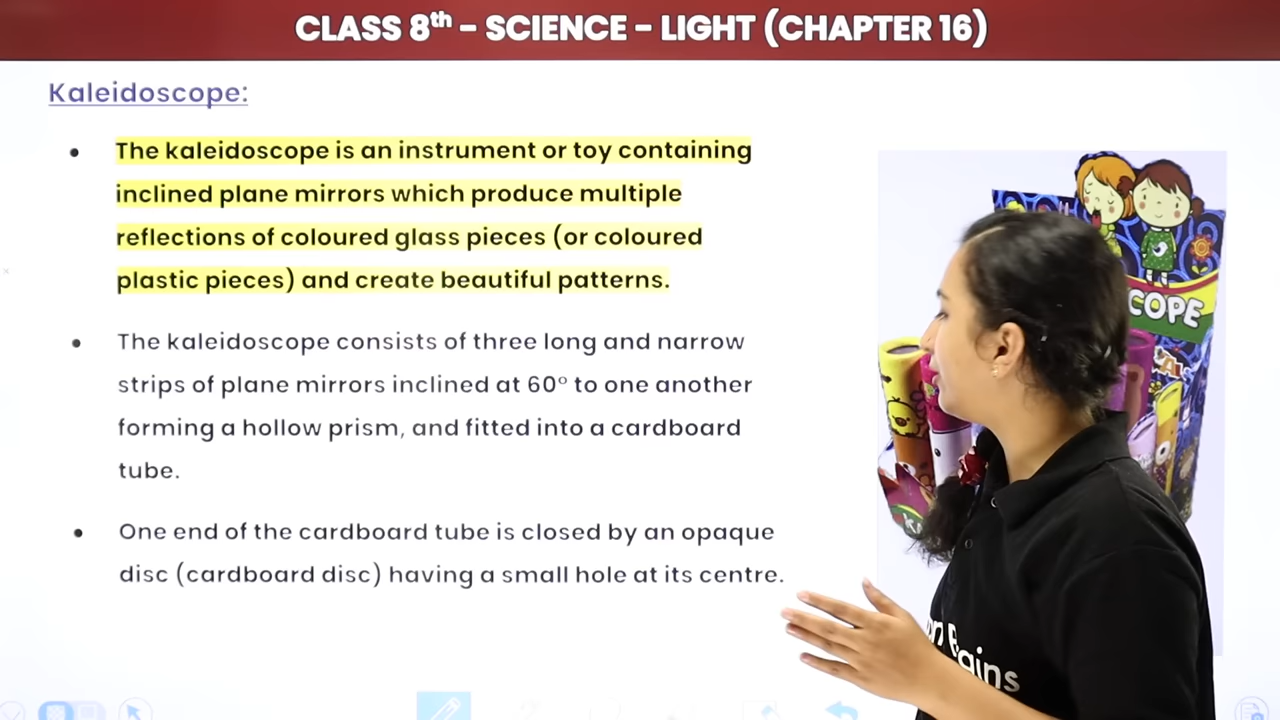 CLASS 8th - SCIENCE - LIGHT (CHAPTER 16)
Kaleidoscope:
• The kaleidoscope is an instrument or toy containing
inclined plane mirrors which produce multiple
reflections of coloured glass pieces (or coloured
plastic pieces) and create beautiful patterns.
• The kaleidoscope consists of three long and narrow
strips of plane mirrors inclined at 60° to one another
forming a hollow prism, and fitted into a cardboard
tube.
• One end of the cardboard tube is closed by an opaque
disc (cardboard disc) having a small hole at its centre.
COPE